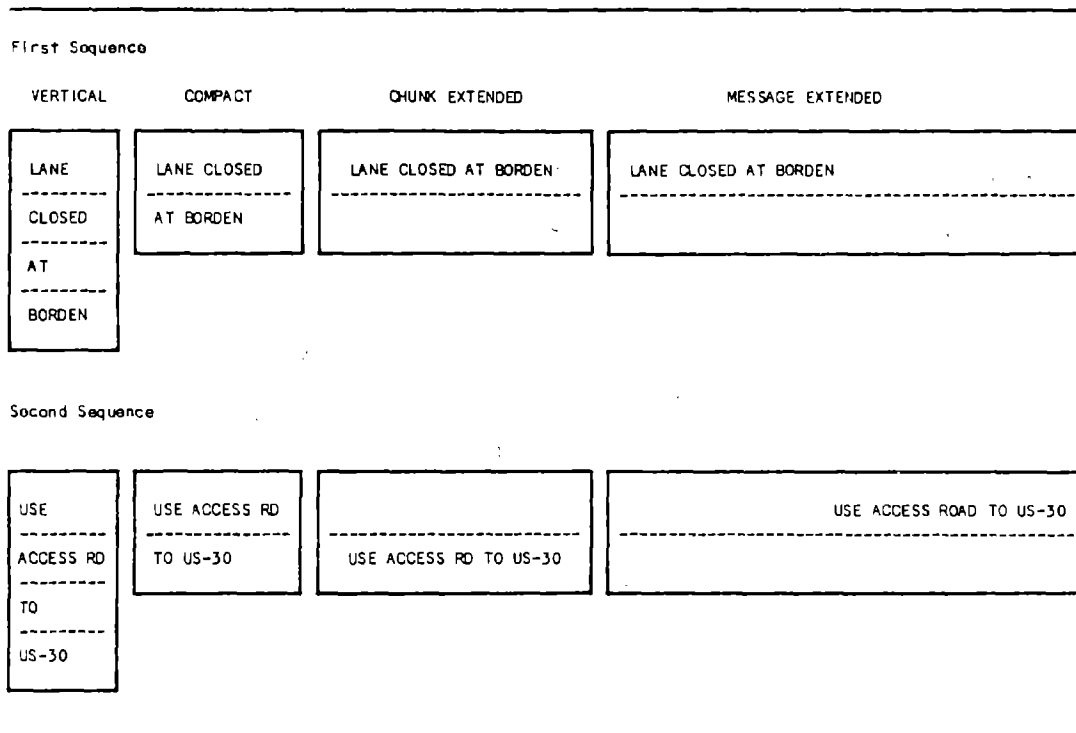 First Sequence
VERTICAL COMPACT CHUNK EXTENDED MESSAGE EXTENDED
LANE
CLOSED
AT
BORDEN
LANE CLOSED
AT BORDEN
LANE CLOSED AT BORDEN
LANE CLOSED AT BORDEN
Second Sequence
USE
ACCESS RD
TO
US-30
USE ACCESS RD
TO US-30
USE ACCESS RD TO US-30
USE ACCESS ROAD TO US-30